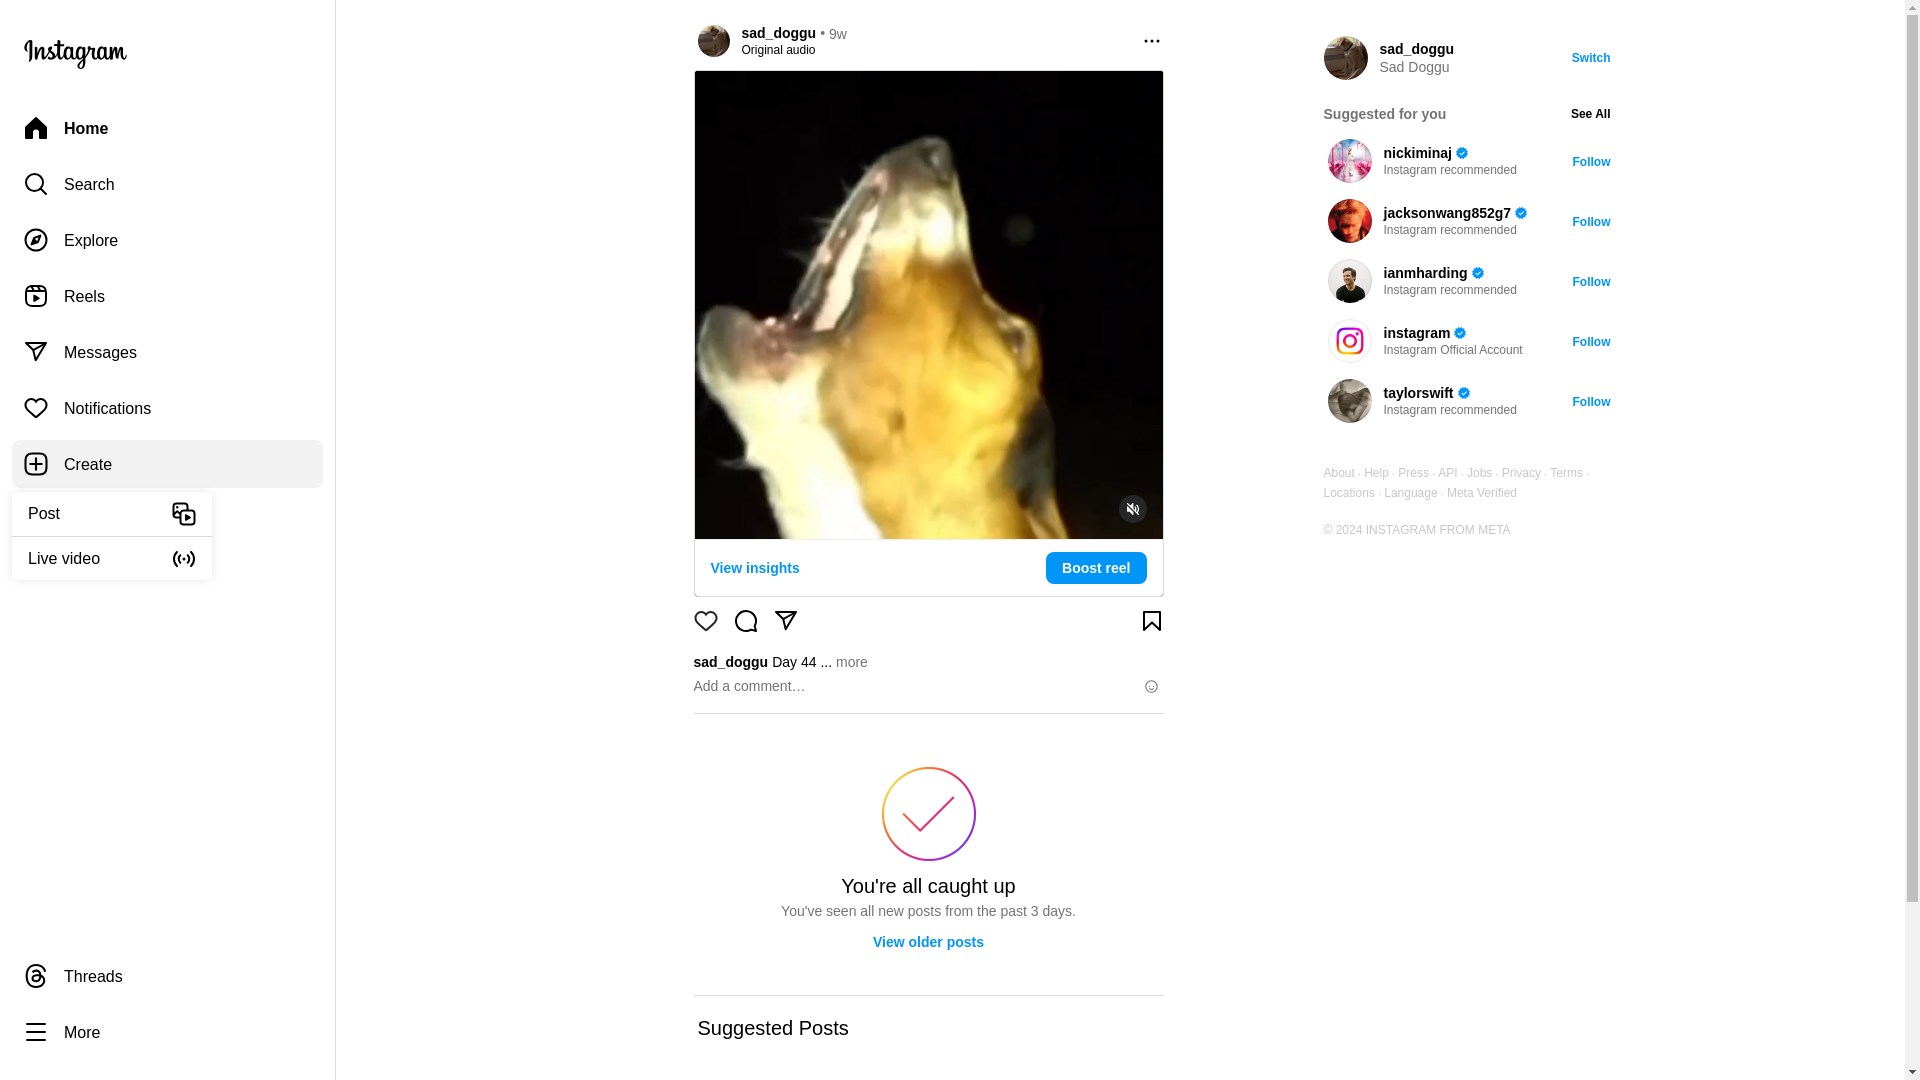 Instagram
Home
Search
Explore
Reels
Messages
Notifications
Create
Post
Live video
Threads
More
sad_doggu • 9w
Original audio
View insights
Boost reel
sad_doggu Day 44 ... more
Add a comment…
You're all caught up
You've seen all new posts from the past 3 days.
View older posts
Suggested Posts
sad_doggu
Sad Doggu
Switch
Suggested for you
See All
nickiminaj
Instagram recommended
Follow
jacksonwang852g7
Instagram recommended
Follow
ianmharding
Instagram recommended
Follow
instagram
Instagram Official Account
Follow
taylorswift
Instagram recommended
Follow
About · Help · Press · API · Jobs · Privacy · Terms ·
Locations · Language · Meta Verified
© 2024 INSTAGRAM FROM META